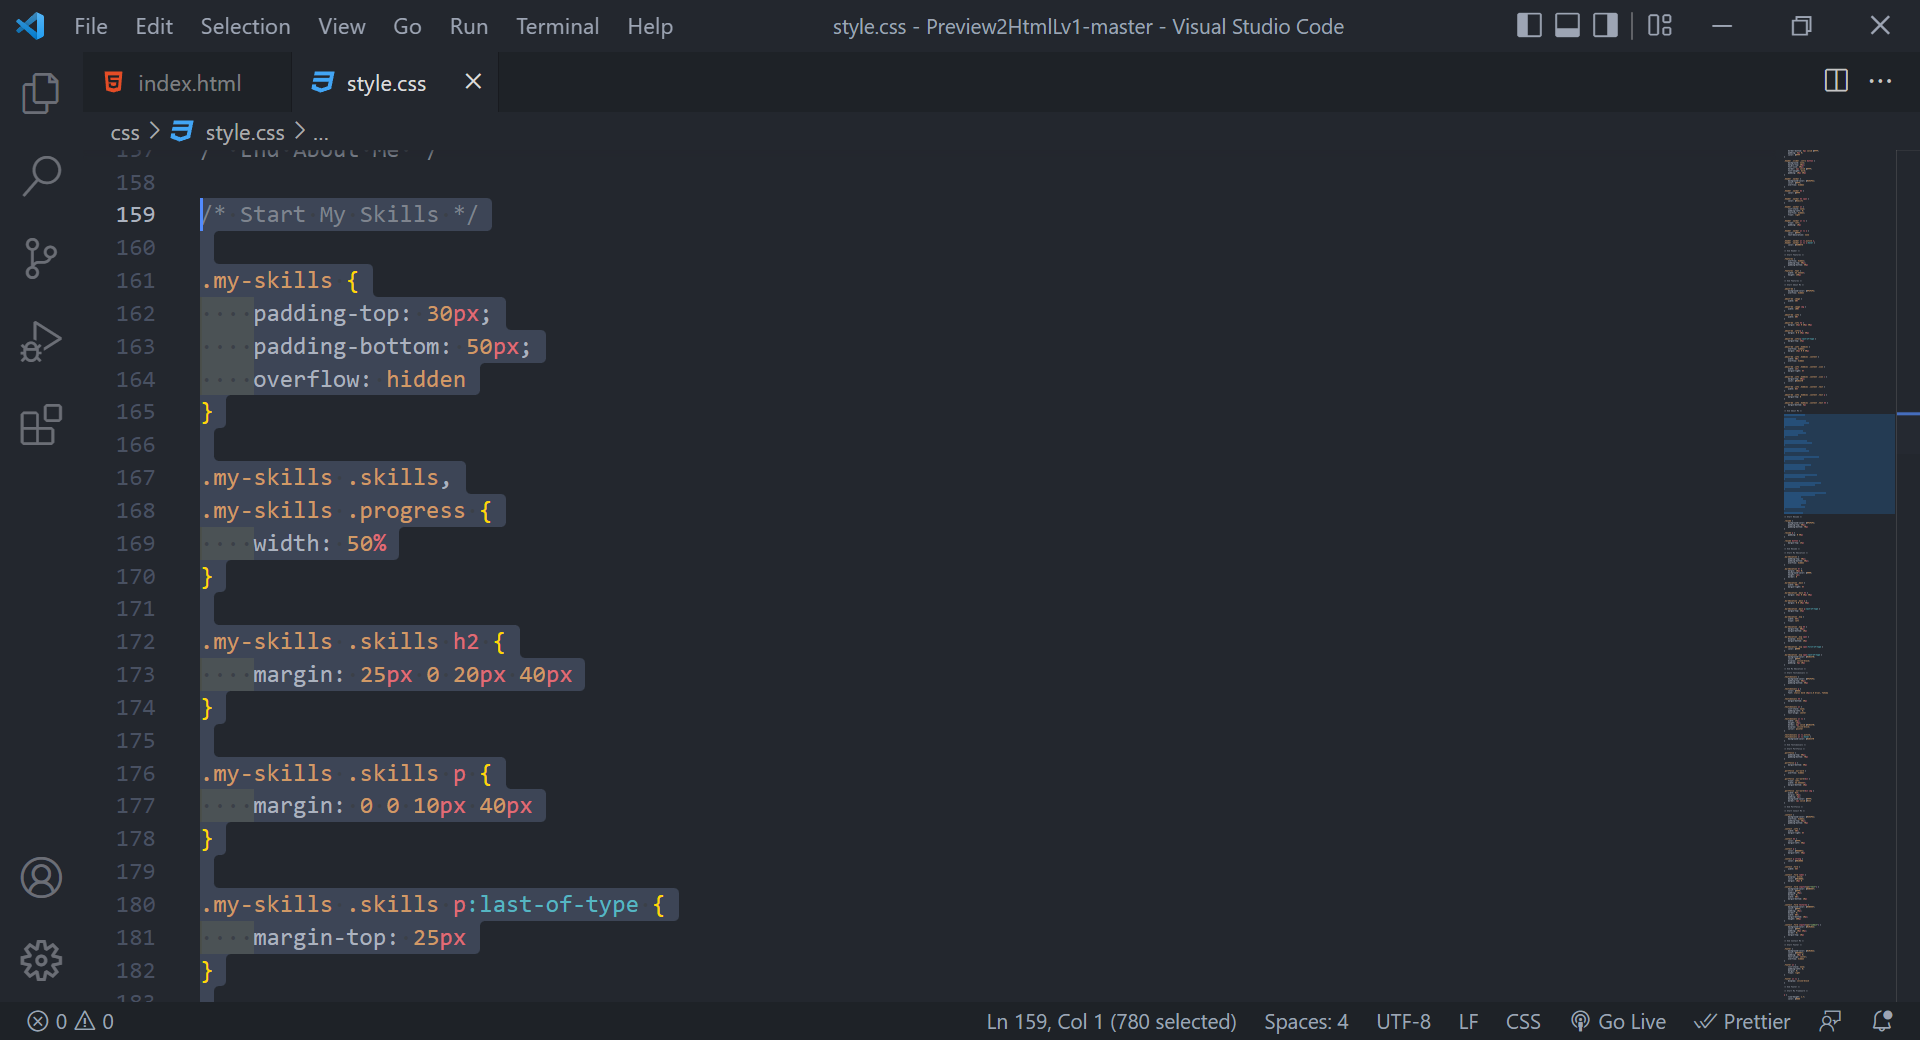 File Edit Selection View Go Run Terminal Help
style.css - Preview2HtmlLv1-master - Visual Studio Code
index.html
style.css
css > style.css > ...
157 /* End About Me */
158
159 /* Start My Skills */
160
161 .my-skills {
162 padding-top: 30px;
163 padding-bottom: 50px;
164 overflow: hidden
165 }
166
167 .my-skills .skills,
168 .my-skills .progress {
169 width: 50%
170 }
171
172 .my-skills .skills h2 {
173 margin: 25px 0 20px 40px
174 }
175
176 .my-skills .skills p {
177 margin: 0 0 10px 40px
178 }
179
180 .my-skills .skills p:last-of-type {
181 margin-top: 25px
182 }
183
0 0
Ln 159, Col 1 (780 selected) Spaces: 4 UTF-8 LF CSS Go Live Prettier